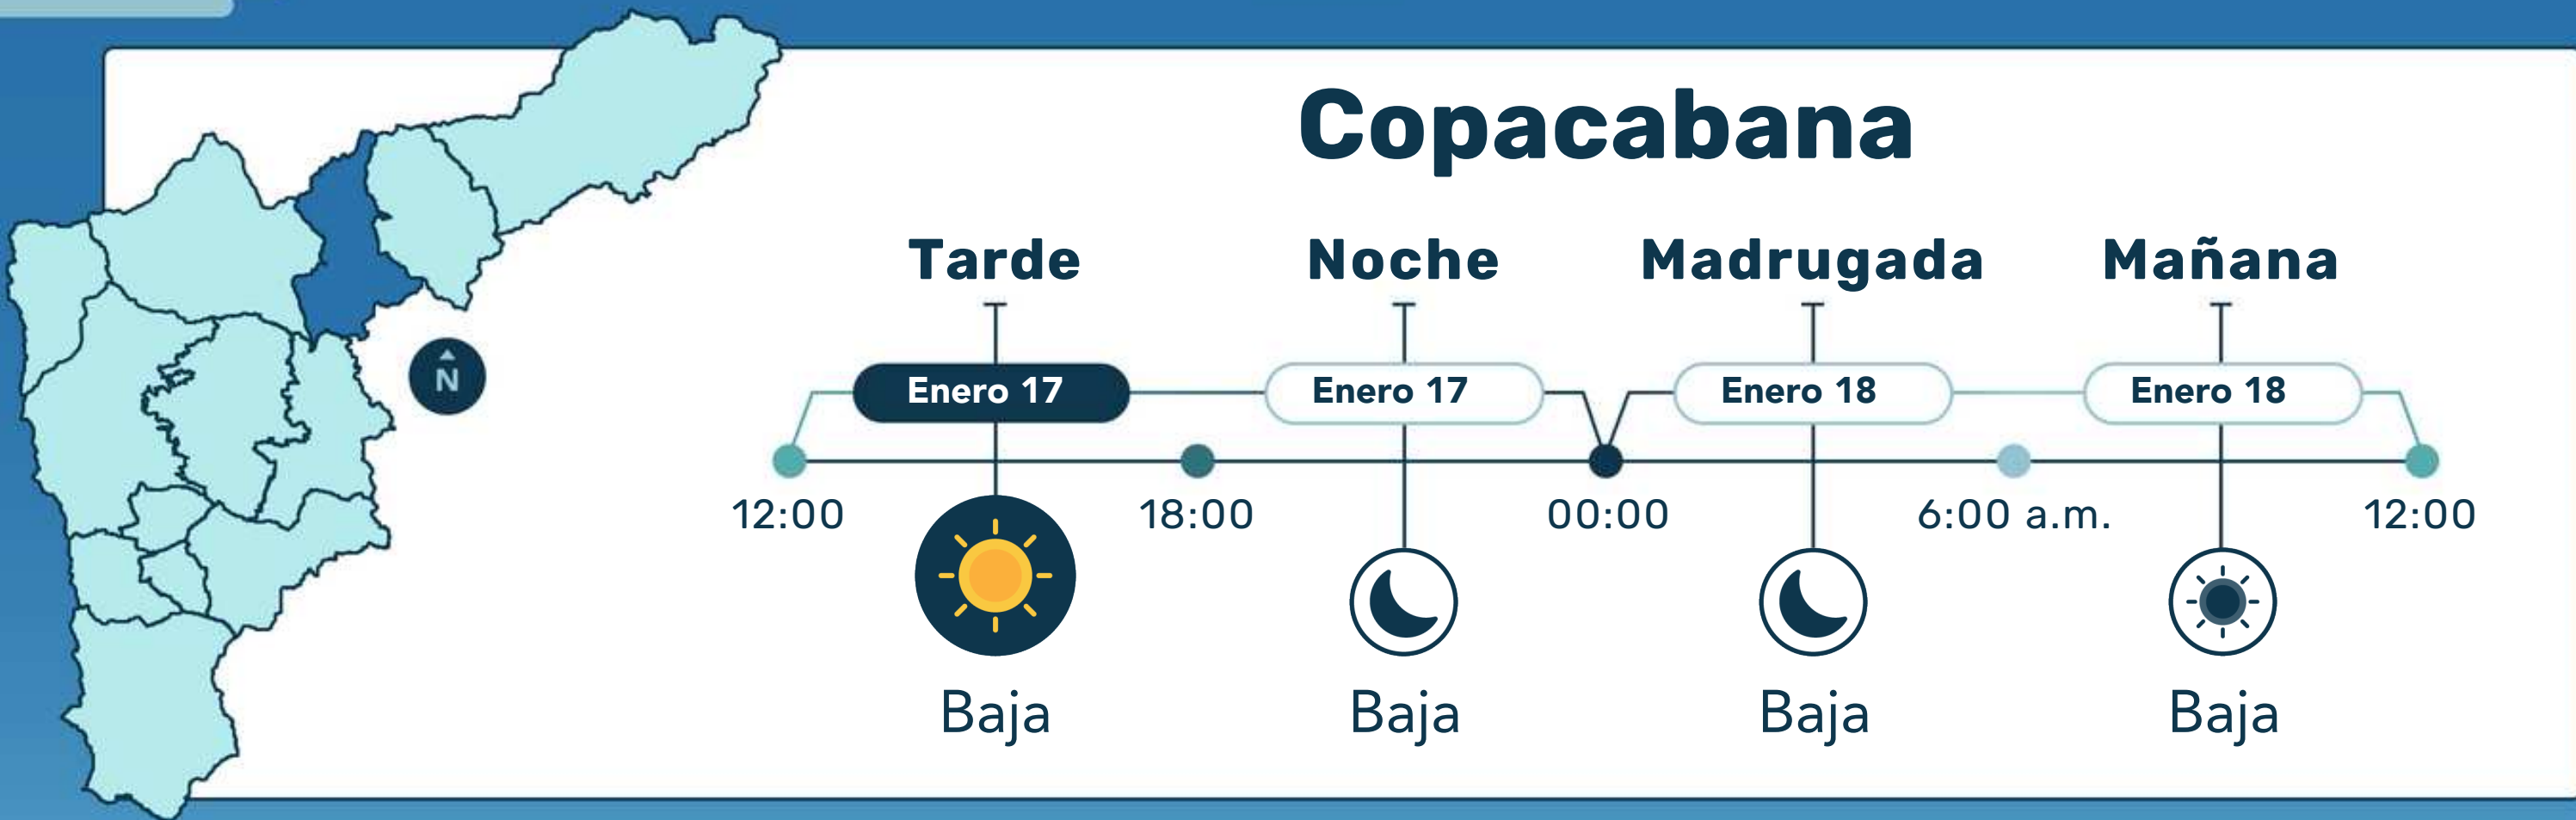 Copacabana
Tarde
Noche
Madrugada
Mañana
Enero 17
Enero 17
Enero 18
Enero 18
N
12:00
18:00
00:00
6:00 a.m.
12:00
Baja
Baja
Baja
Baja